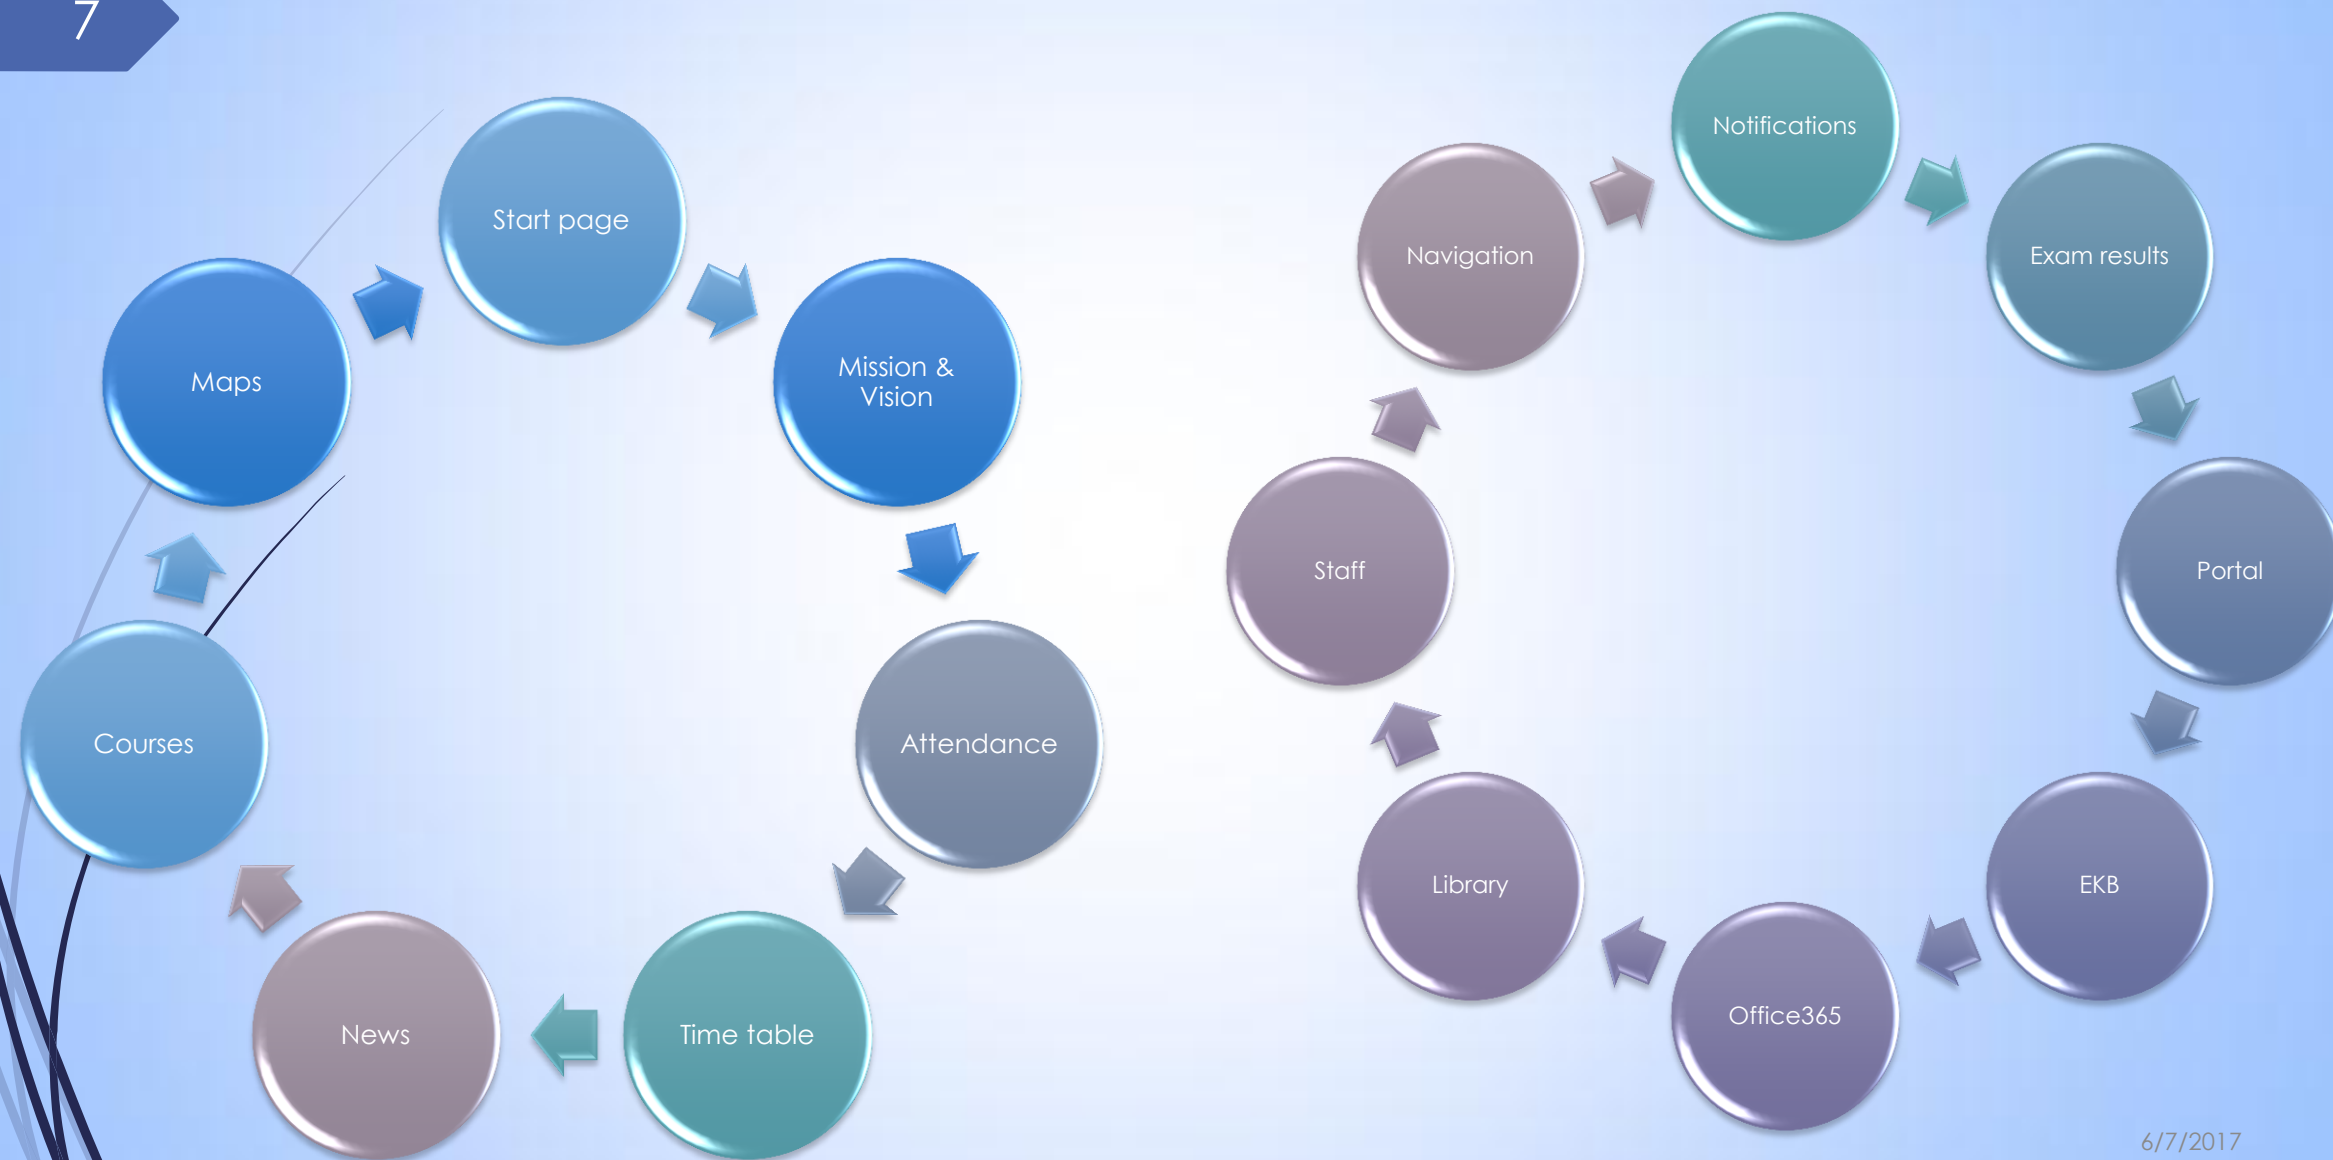 7
Start page
Mission &
Vision
Attendance
Time table
News
Courses
Maps
Notifications
Exam results
Portal
EKB
Office365
Library
Staff
Navigation
6/7/2017